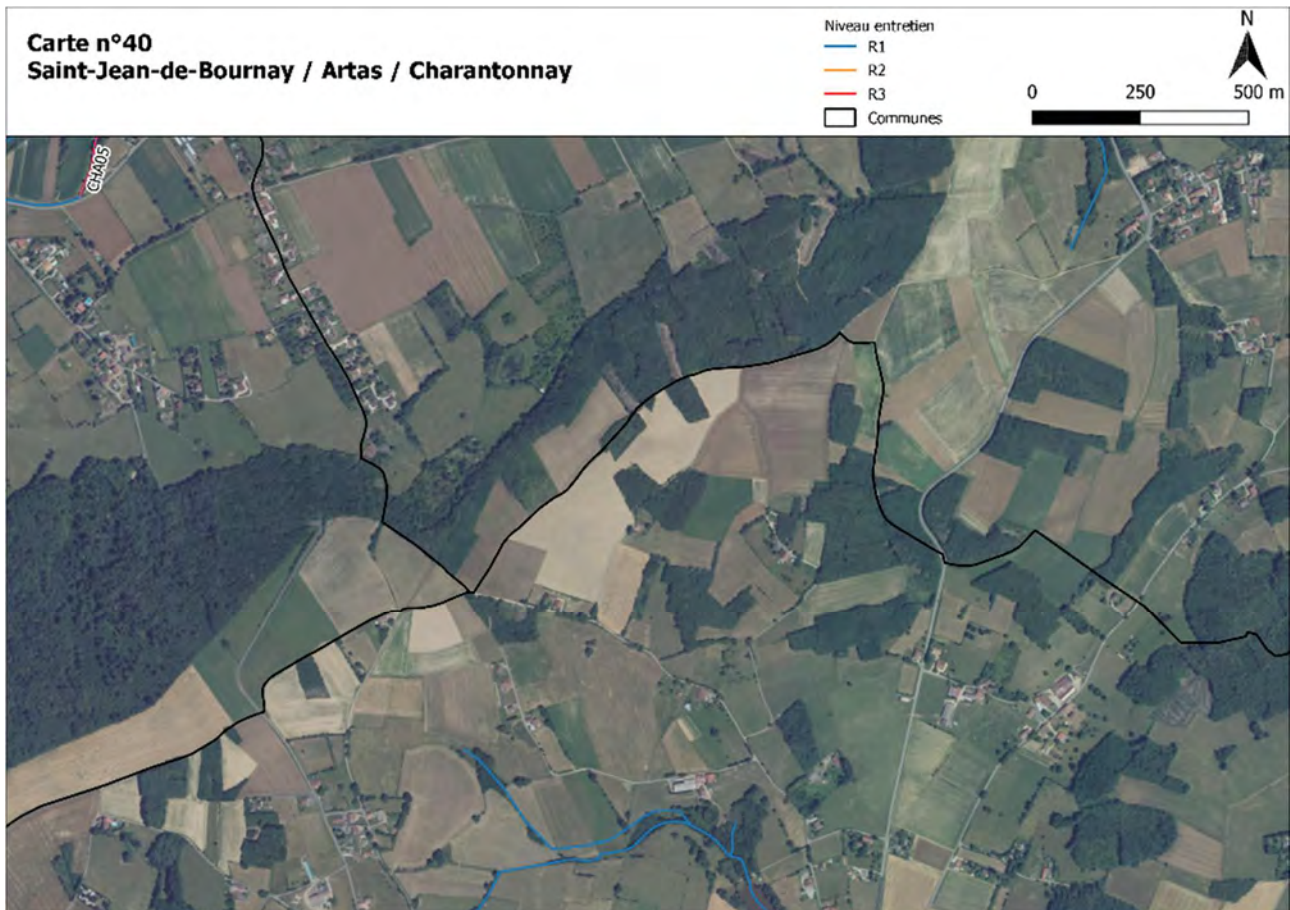 Carte n°40
Saint-Jean-de-Bournay / Artas / Charantonnay
Niveau entretien
R1
R2
R3
Communes
N
0 250 500 m
CHA05